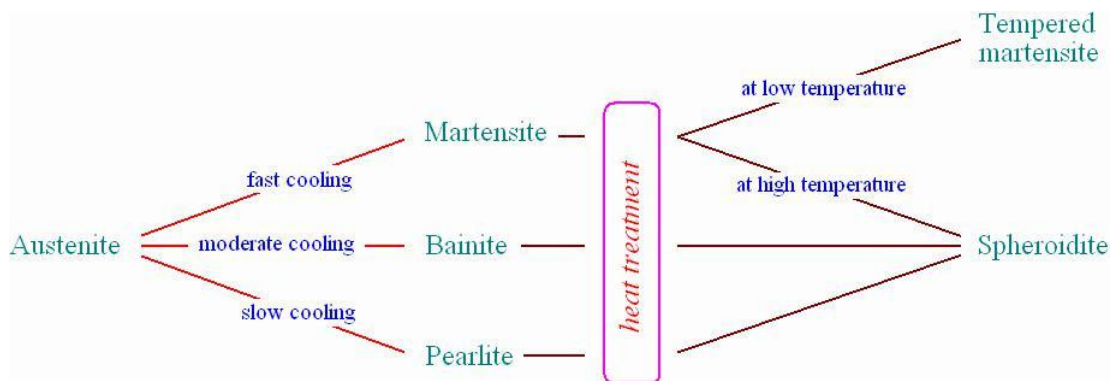 Tempered
martensite
at low temperature
Martensite
fast cooling
heat treatment
at high temperature
Austenite
moderate cooling
Bainite
Spheroidite
slow cooling
Pearlite